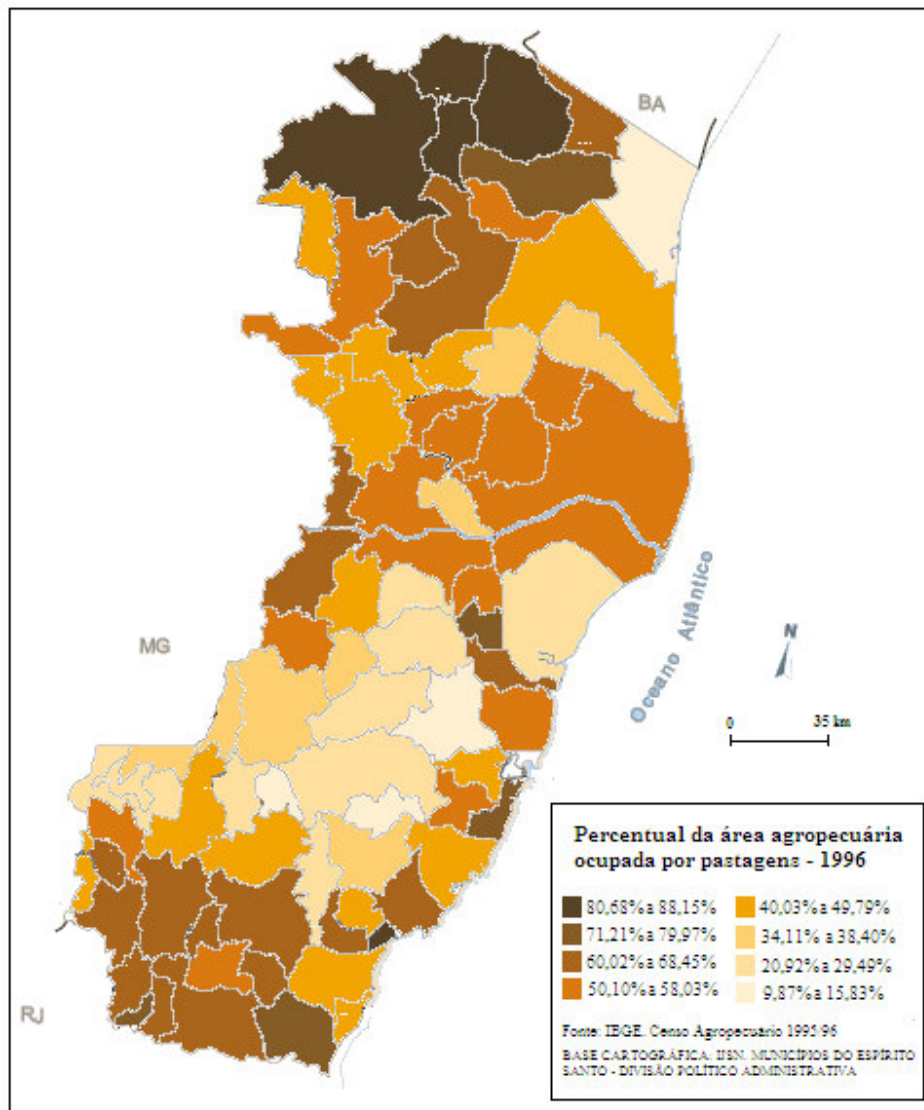 BA
MG
Oceano Atlântico
N
0 35 km
RJ
Percentual da área agropecuária
ocupada por pastagens - 1996
80,68% a 88,15%
71,21% a 79,97%
60,02% a 68,45%
50,10% a 58,03%
40,03% a 49,79%
34,11% a 38,40%
20,92% a 29,49%
9,87% a 15,83%
Fonte: IBGE. Censo Agropecuário 1995/96
BASE CARTOGRÁFICA: IJSN. MUNICÍPIOS DO ESPÍRITO
SANTO - DIVISÃO POLÍTICO ADMINISTRATIVA